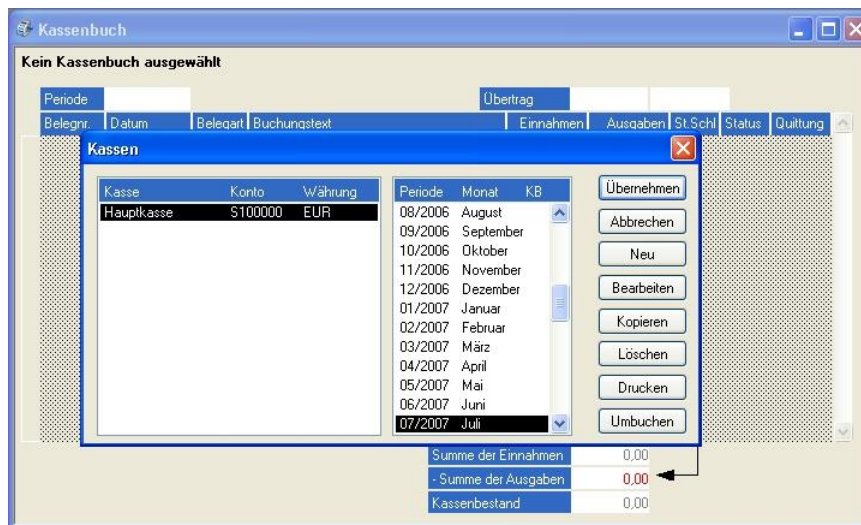 Kassenbuch
Kein Kassenbuch ausgewählt
Periode Übertrag
Belegnr. Datum Belegart Buchungstext Einnahmen Ausgaben St.Schl Status Quittung
Kassen
Kasse Konto Währung
Hauptkasse S100000 EUR
Periode Monat KB
08/2006 August
09/2006 September
10/2006 Oktober
11/2006 November
12/2006 Dezember
01/2007 Januar
02/2007 Februar
03/2007 März
04/2007 April
05/2007 Mai
06/2007 Juni
07/2007 Juli
Übernehmen
Abbrechen
Neu
Bearbeiten
Kopieren
Löschen
Drucken
Umbuchen
Summe der Einnahmen 0,00
- Summe der Ausgaben 0,00
Kassenbestand 0,00